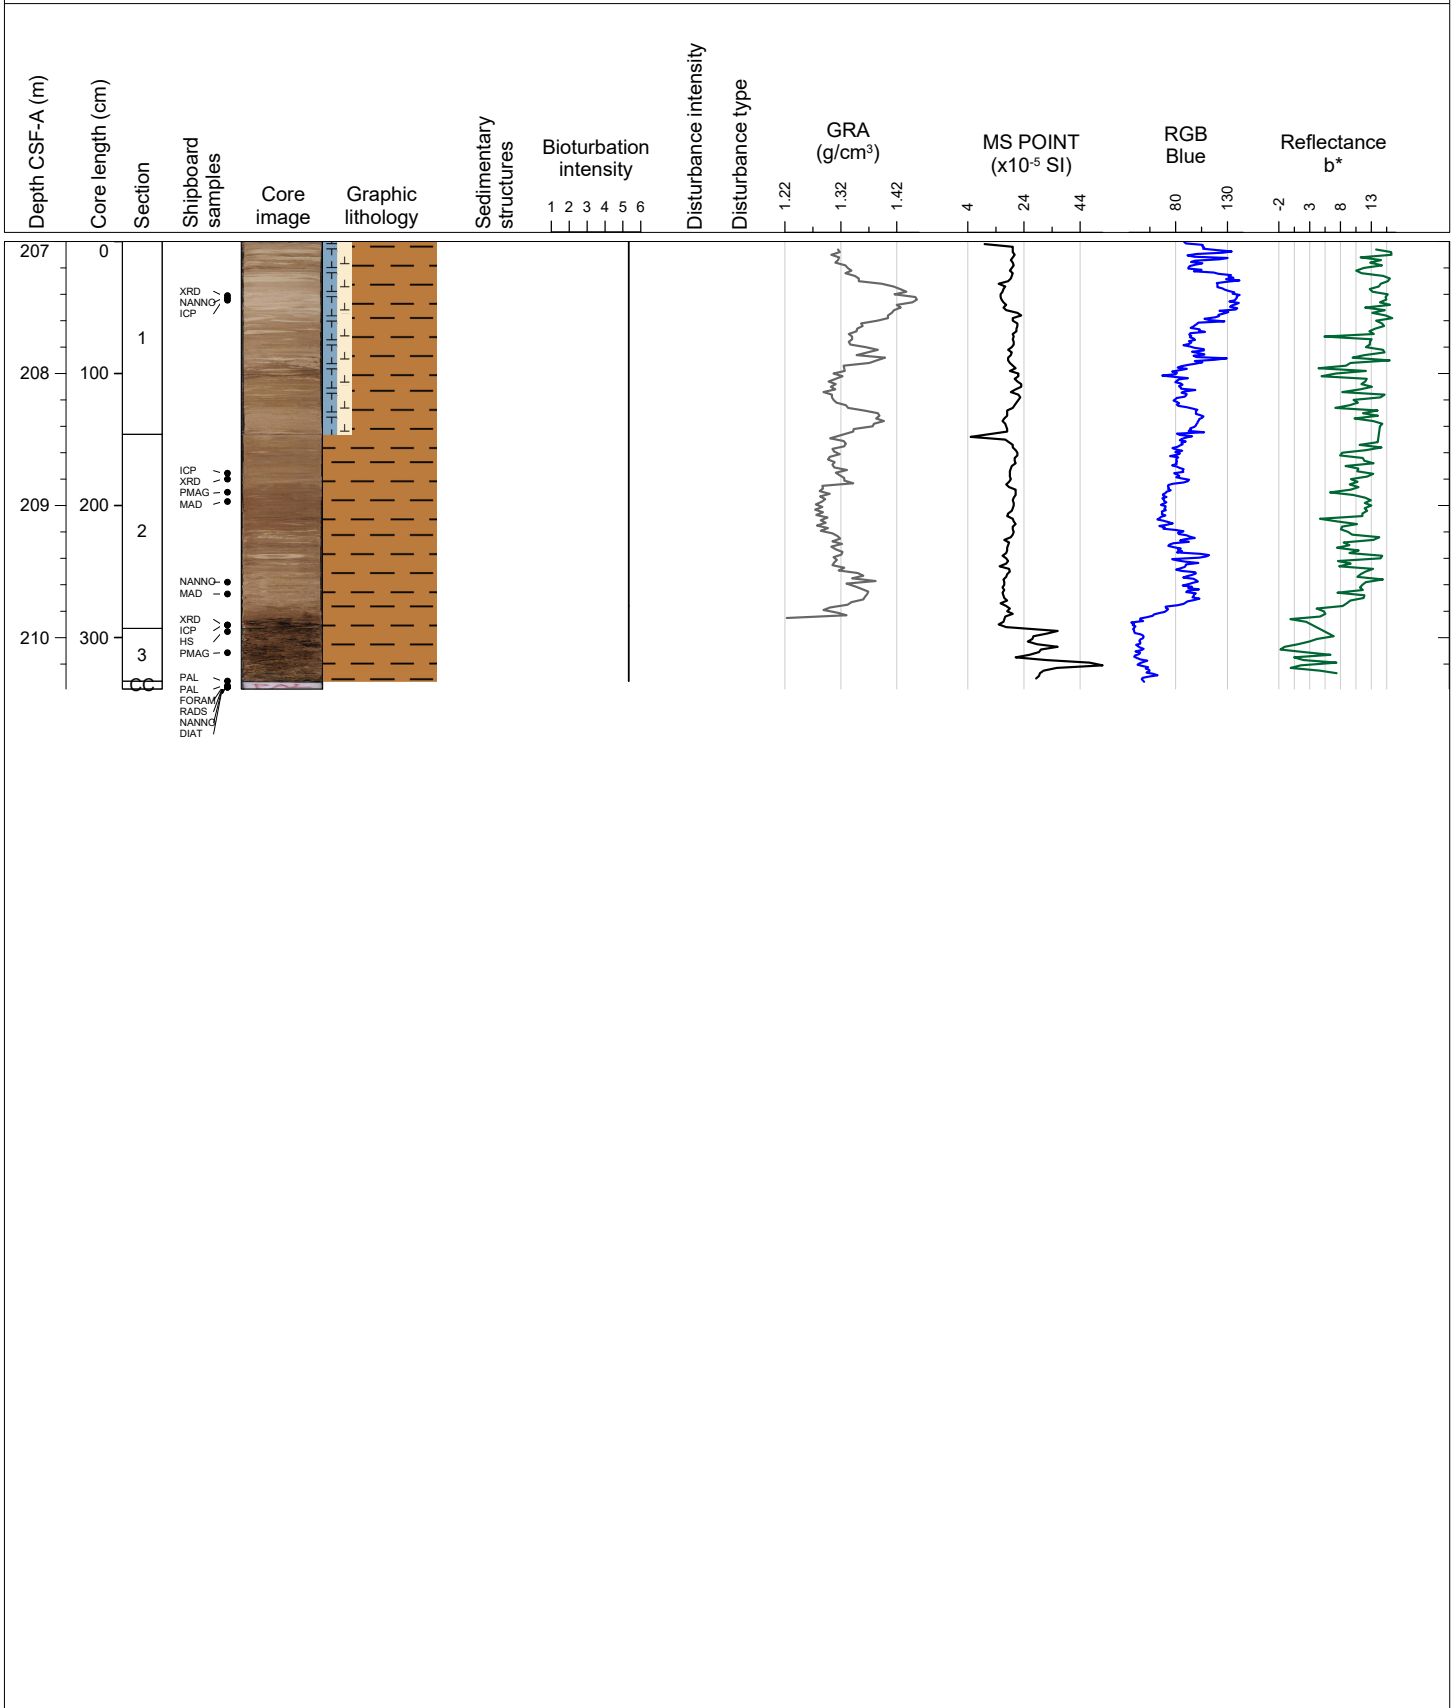 Depth CSF-A (m)
Core length (cm)
Section
Shipboard
samples
Core
image
Graphic
lithology
Sedimentary
structures
Bioturbation
intensity
1 2 3 4 5 6
Disturbance intensity
Disturbance type
GRA
(g/cm³)
1.22 1.32 1.42
MS POINT
(x10⁻⁵ SI)
4 24 44
RGB
Blue
80 130
Reflectance
b*
-2 3 8 13
207
208
209
210
0
100
200
300
1
2
3
CC
XRD
NANNO
ICP
ICP
XRD
PMAG
MAD
NANNO
MAD
XRD
ICP
HS
PMAG
PAL
PAL
FORAM
RADS
NANNO
DIAT